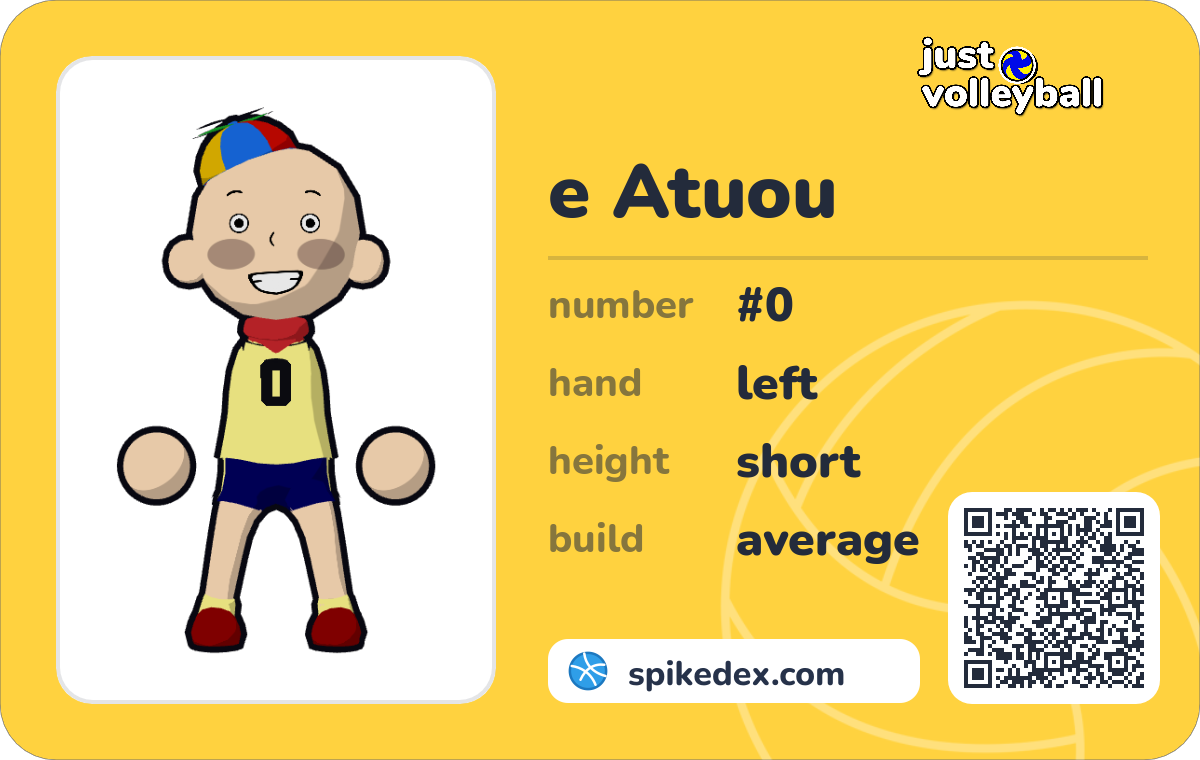 just
volleyball
e Atuou
number #0
hand left
height short
build average
0
spikedex.com